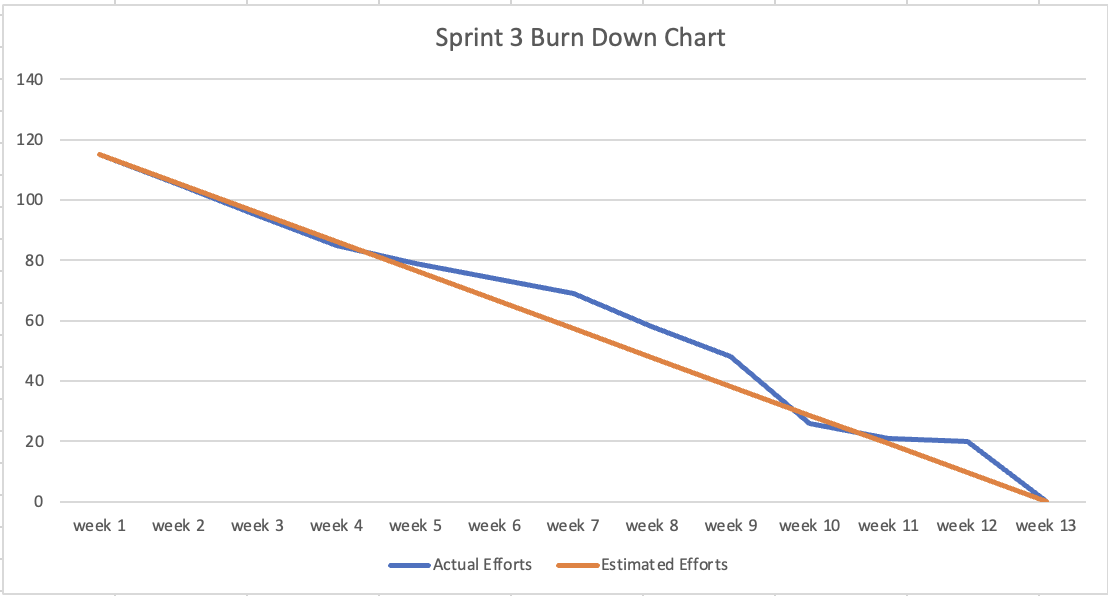 Sprint 3 Burn Down Chart
140
120
100
80
60
40
20
0
week 1 week 2 week 3 week 4 week 5 week 6 week 7 week 8 week 9 week 10 week 11 week 12 week 13
Actual Efforts Estimated Efforts